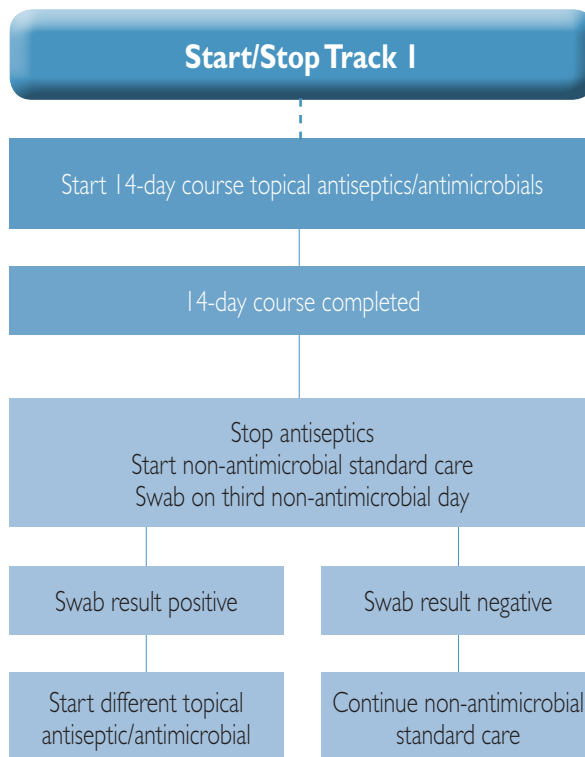 Start/Stop Track 1
Start 14-day course topical antiseptics/antimicrobials
14-day course completed
Stop antiseptics
Start non-antimicrobial standard care
Swab on third non-antimicrobial day
Swab result positive
Swab result negative
Start different topical
antiseptic/antimicrobial
Continue non-antimicrobial
standard care